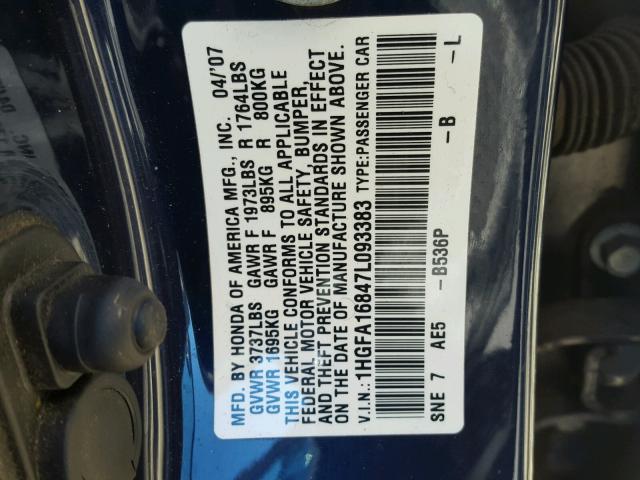 MFD. BY HONDA OF AMERICA MFG., INC. 04/'07
GVWR 3737LBS GAWR F 1973LBS R 1764LBS
GVWR 1695KG GAWR F 895KG R 800KG
THIS VEHICLE CONFORMS TO ALL APPLICABLE
FEDERAL MOTOR VEHICLE SAFETY, BUMPER,
AND THEFT PREVENTION STANDARDS IN EFFECT
ON THE DATE OF MANUFACTURE SHOWN ABOVE.
V.I.N.: 1HGFA16847L093383 TYPE:PASSENGER CAR
SNE 7 AE5 -B536P -B -L